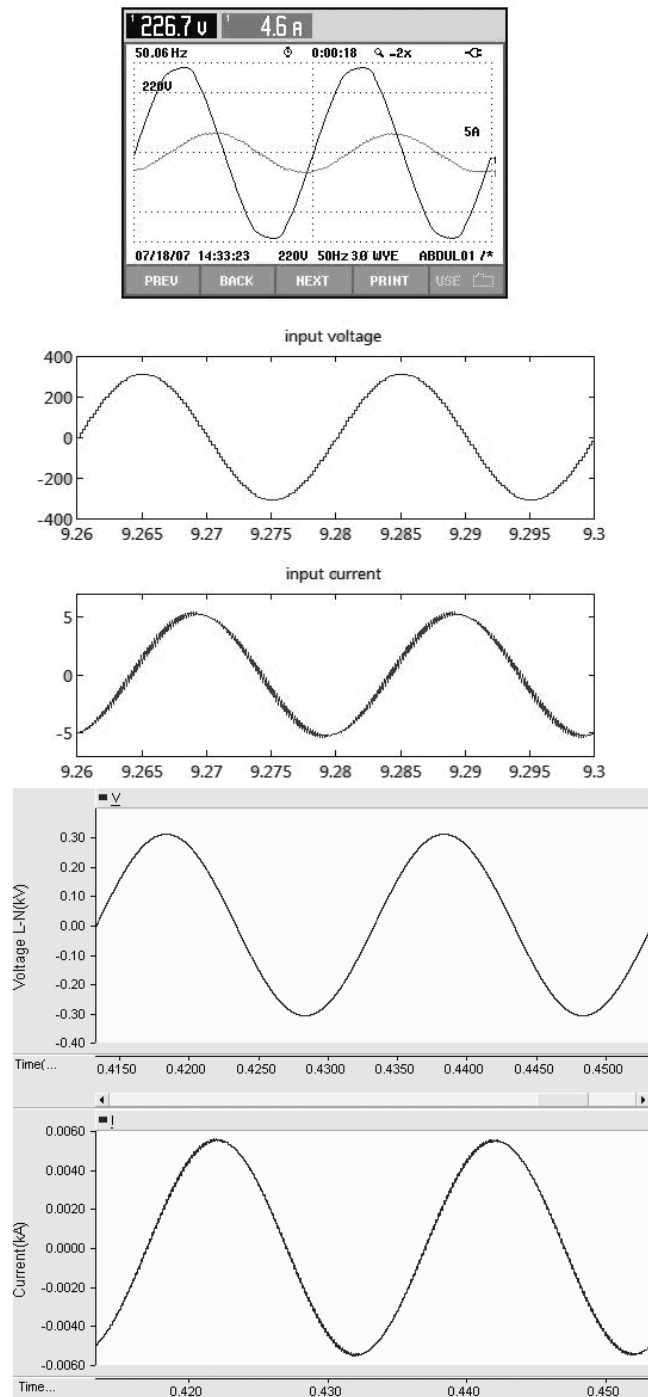 1 226.7 V 1 4.6 A
50.06 Hz 0:00:18 -2x
220V
5A
1
1
07/18/07 14:33:23 220V 50Hz 3Ø WYE ABDUL01 /*
PREV BACK NEXT PRINT USE
input voltage
400
200
0
-200
-400
9.26 9.265 9.27 9.275 9.28 9.285 9.29 9.295 9.3
input current
5
0
-5
9.26 9.265 9.27 9.275 9.28 9.285 9.29 9.295 9.3
V
Voltage L-N(kV)
0.30
0.20
0.10
0.00
-0.10
-0.20
-0.30
-0.40
Time(... 0.4150 0.4200 0.4250 0.4300 0.4350 0.4400 0.4450 0.4500
I
Current(kA)
0.0060
0.0040
0.0020
0.0000
-0.0020
-0.0040
-0.0060
Time... 0.420 0.430 0.440 0.450